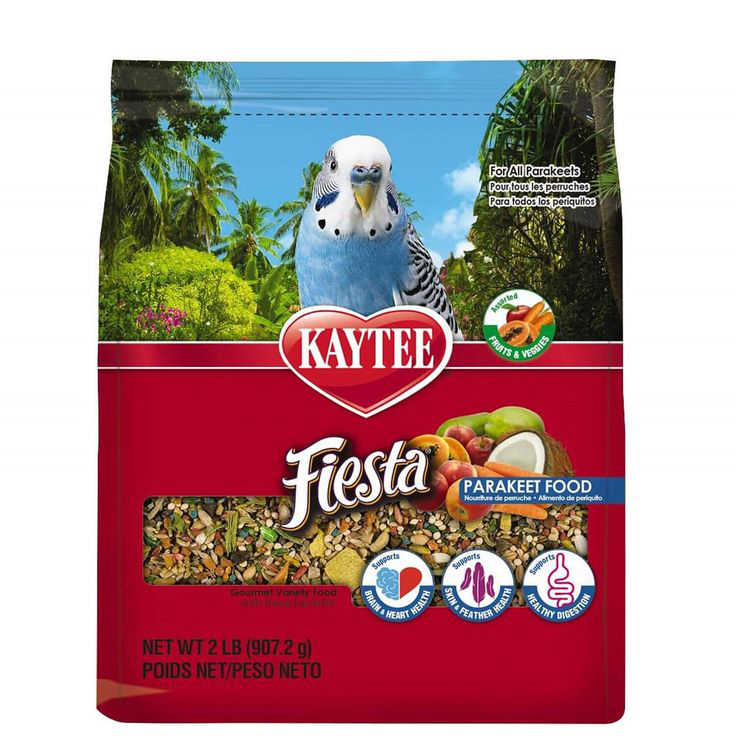 For All Parakeets
Pour tous les perruches
Para todos los periquitos
Assorted
FRUITS & VEGGIES
KAYTEE
Fiesta®
PARAKEET FOOD
Nourriture de perruche • Alimento de periquito
Supports
BRAIN & HEART HEALTH
Supports
SKIN & FEATHER HEALTH
Supports
HEALTHY DIGESTION
Gourmet Variety Food
NET WT 2 LB (907.2 g)
POIDS NET/PESO NETO